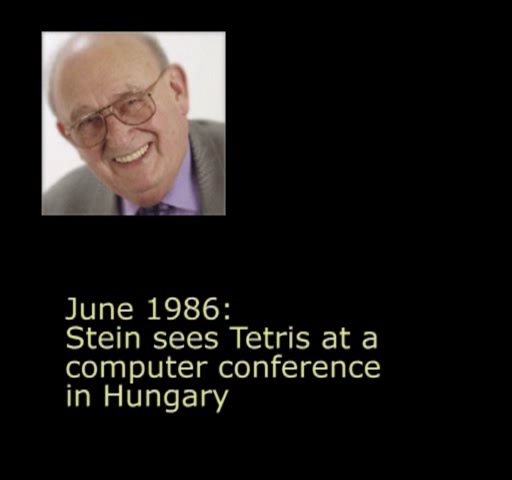 June 1986:
Stein sees Tetris at a
computer conference
in Hungary